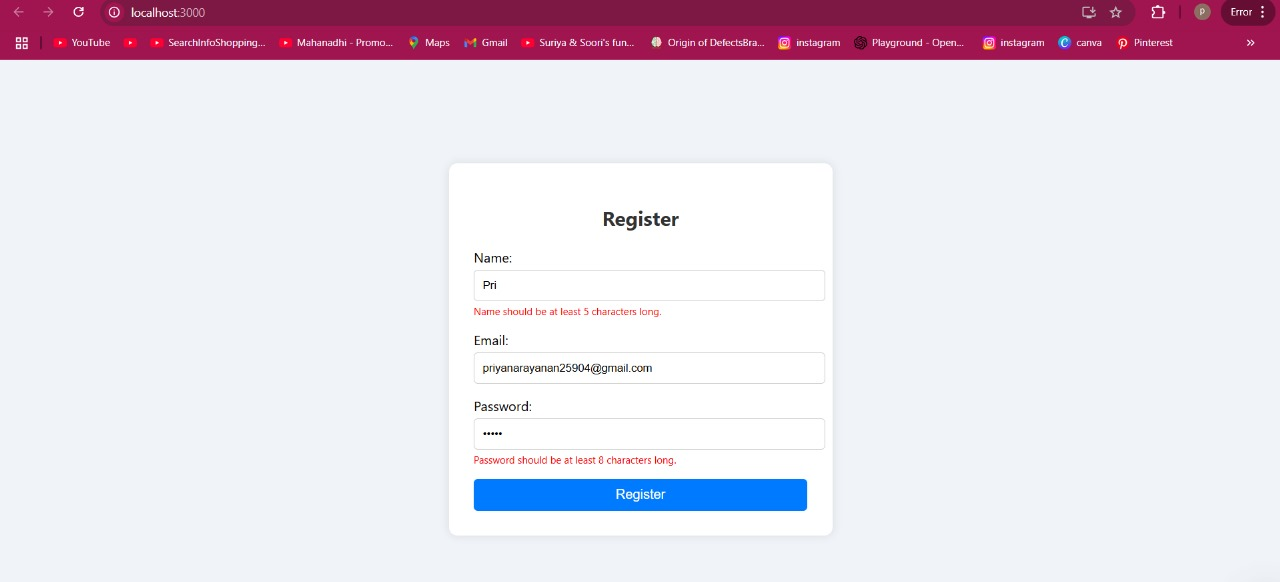 localhost:3000
P
Error
YouTube
SearchInfoShopping...
Mahanadhi - Promo...
Maps
Gmail
Suriya & Soori's fun...
Origin of DefectsBra...
instagram
Playground - Open...
instagram
canva
Pinterest
»
Register
Name:
Pri
Name should be at least 5 characters long.
Email:
priyanarayanan25904@gmail.com
Password:
•••••
Password should be at least 8 characters long.
Register